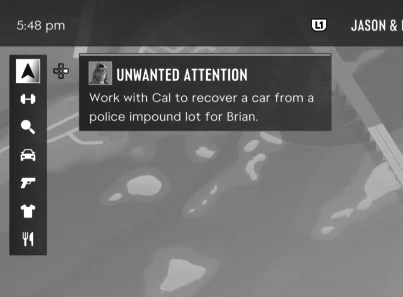 5:48 pm
L1
JASON &
UNWANTED ATTENTION
Work with Cal to recover a car from a
police impound lot for Brian.